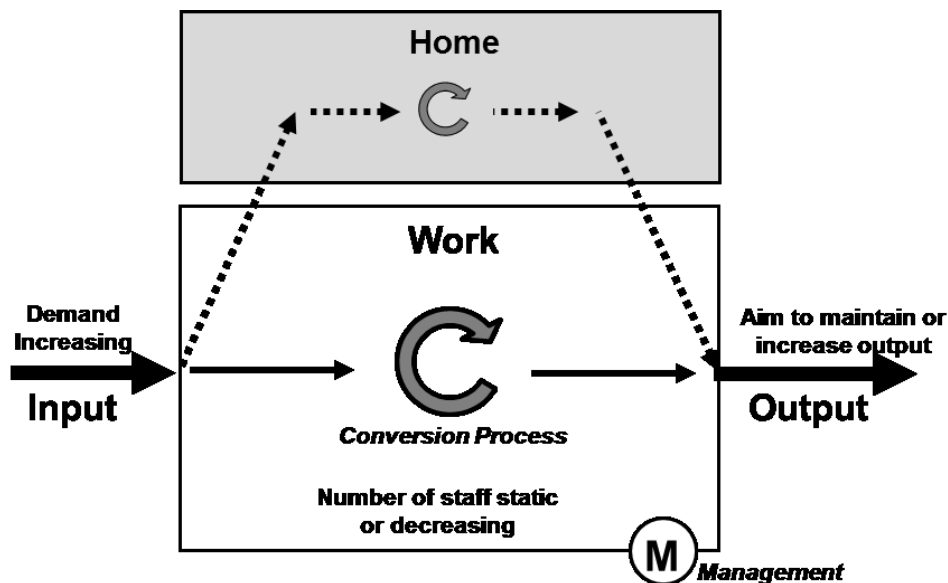 Home
Work
Demand
Increasing
Input
Conversion Process
Aim to maintain or
increase output
Output
Number of staff static
or decreasing
M
Management